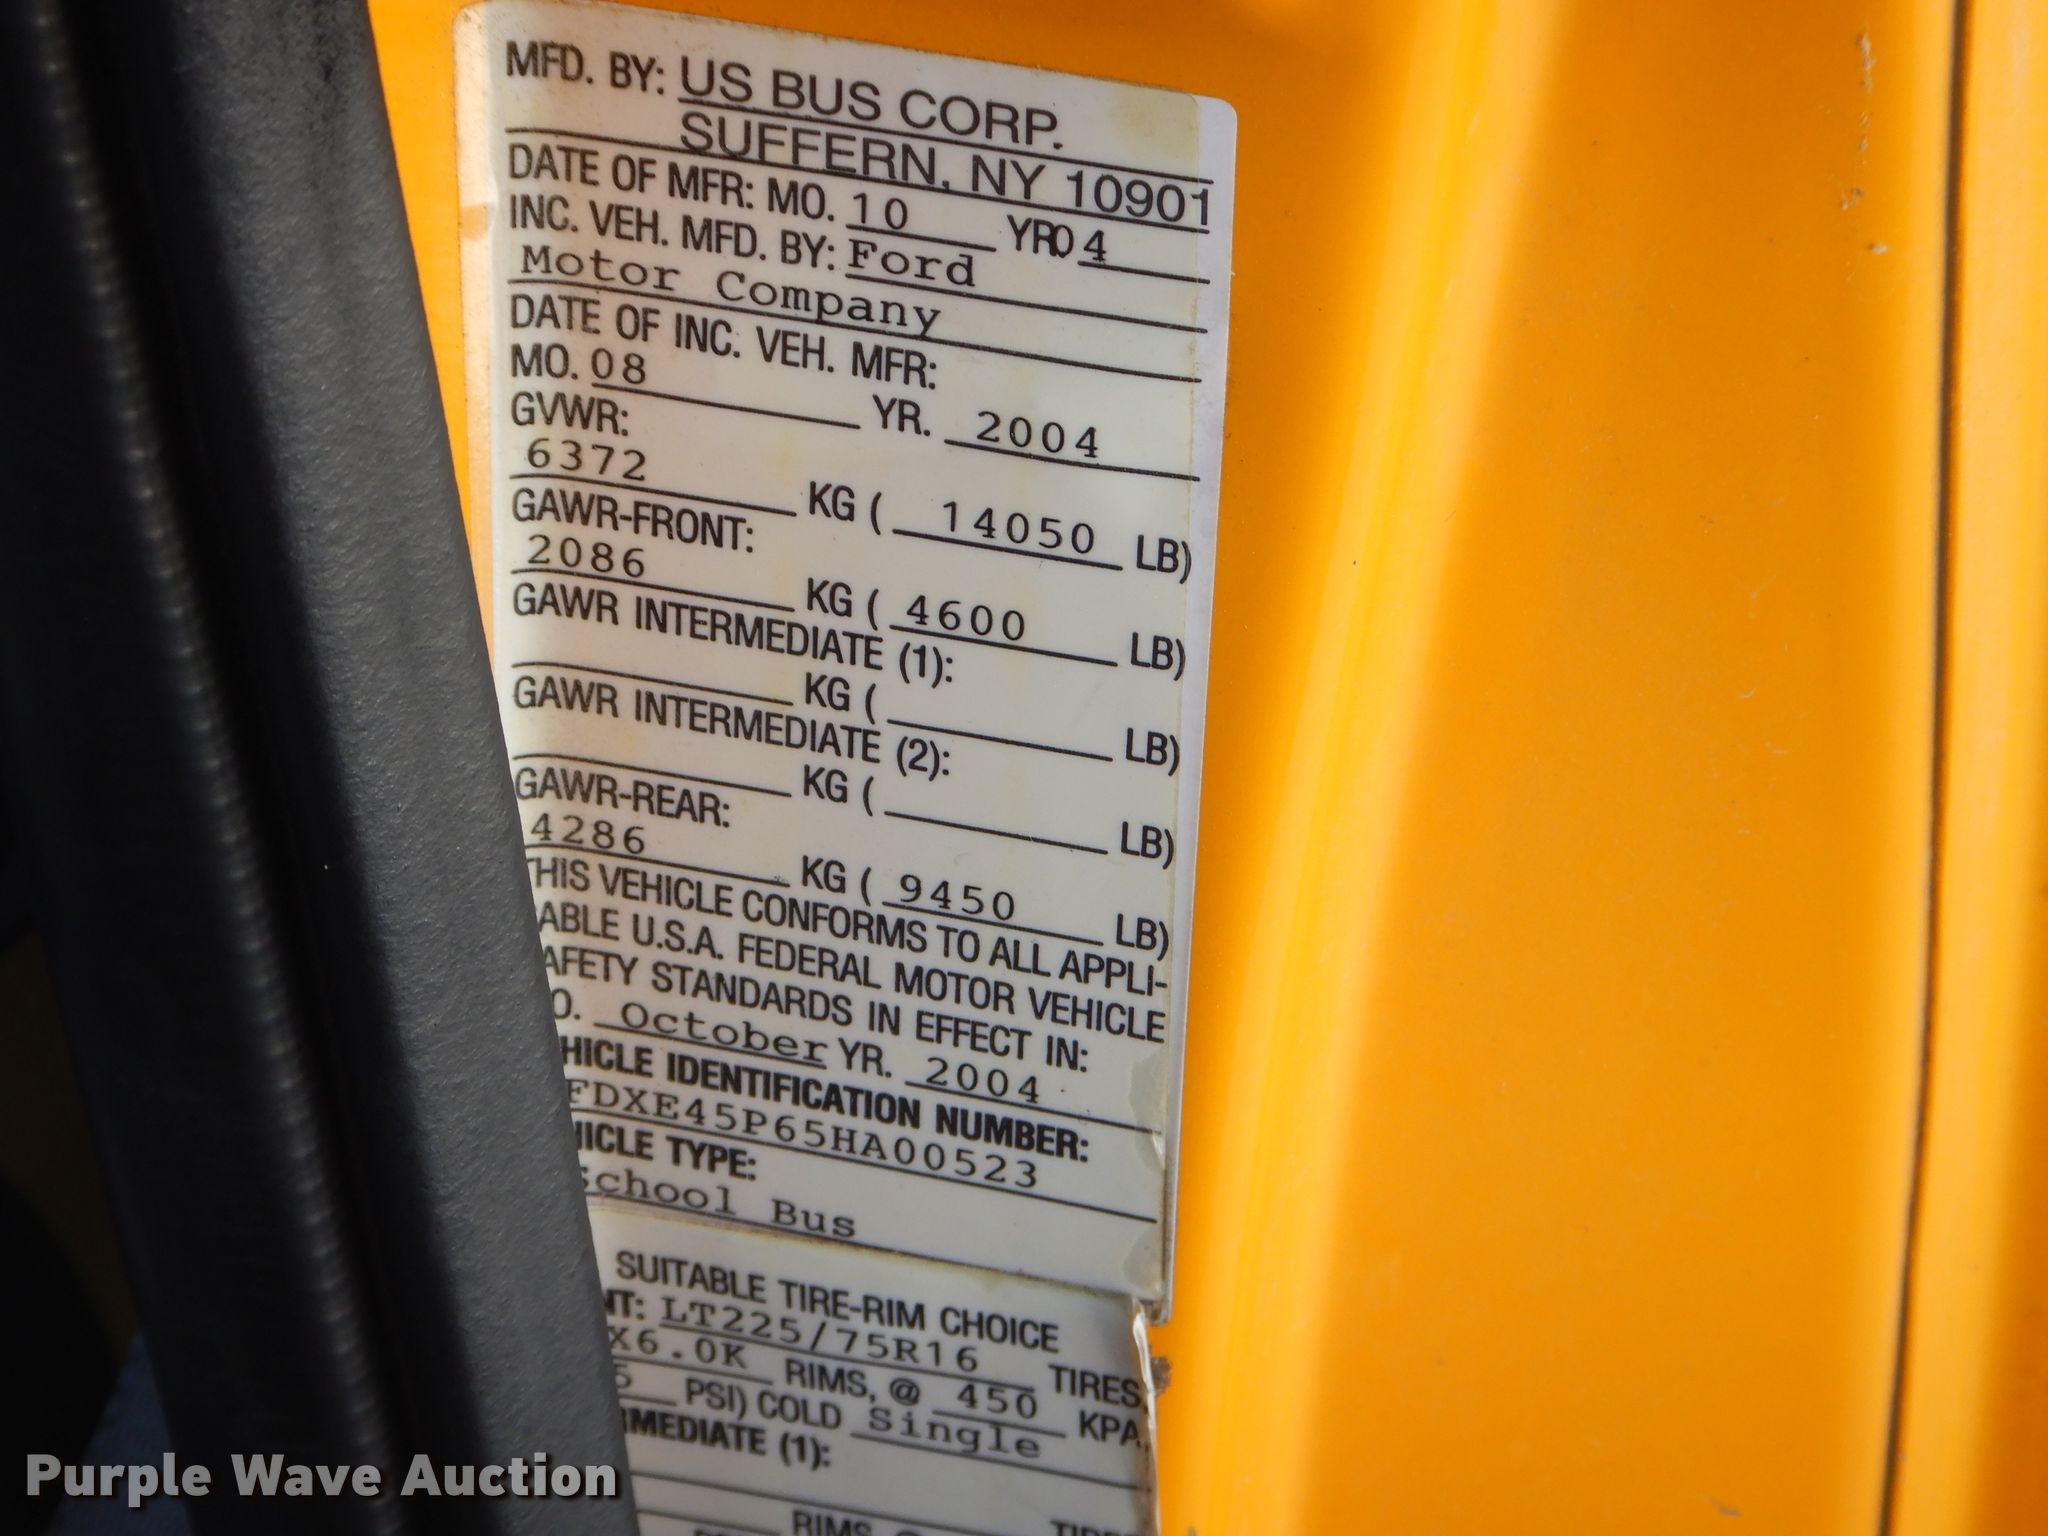 MFD. BY: US BUS CORP.
SUFFERN, NY 10901
DATE OF MFR: MO. 10 YR04
INC. VEH. MFD. BY: Ford
Motor Company
DATE OF INC. VEH. MFR:
MO. 08 YR. 2004
GVWR:
6372 KG ( 14050 LB)
GAWR-FRONT:
2086 KG ( 4600 LB)
GAWR INTERMEDIATE (1):
KG ( LB)
GAWR INTERMEDIATE (2):
KG ( LB)
GAWR-REAR:
4286 KG ( 9450 LB)
THIS VEHICLE CONFORMS TO ALL APPLI-
ABLE U.S.A. FEDERAL MOTOR VEHICLE
AFETY STANDARDS IN EFFECT IN:
O. October YR. 2004
HICLE IDENTIFICATION NUMBER:
FDXE45P65HA00523
HICLE TYPE:
School Bus
SUITABLE TIRE-RIM CHOICE
NT: LT225/75R16 TIRES,
X6.0K RIMS, @ 450 KPA,
5 PSI) COLD Single
MEDIATE (1):
RIMS
Purple Wave Auction